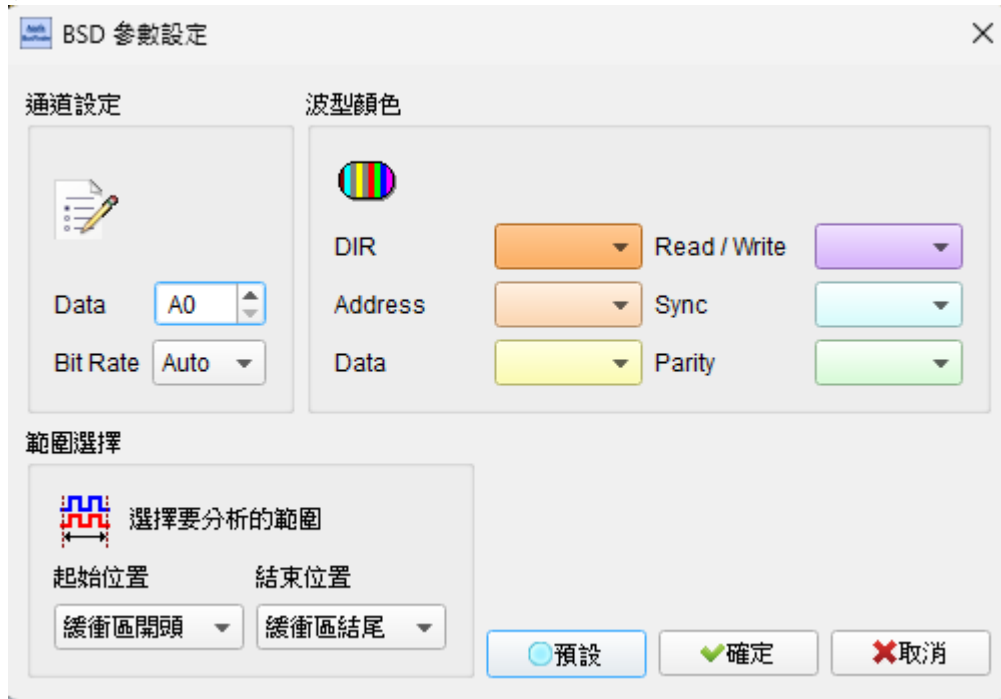 BSD 參數設定
通道設定
Data A0
Bit Rate Auto
波型顏色
DIR Read / Write
Address Sync
Data Parity
範圍選擇
選擇要分析的範圍
起始位置 結束位置
緩衝區開頭 緩衝區結尾
預設 確定 取消